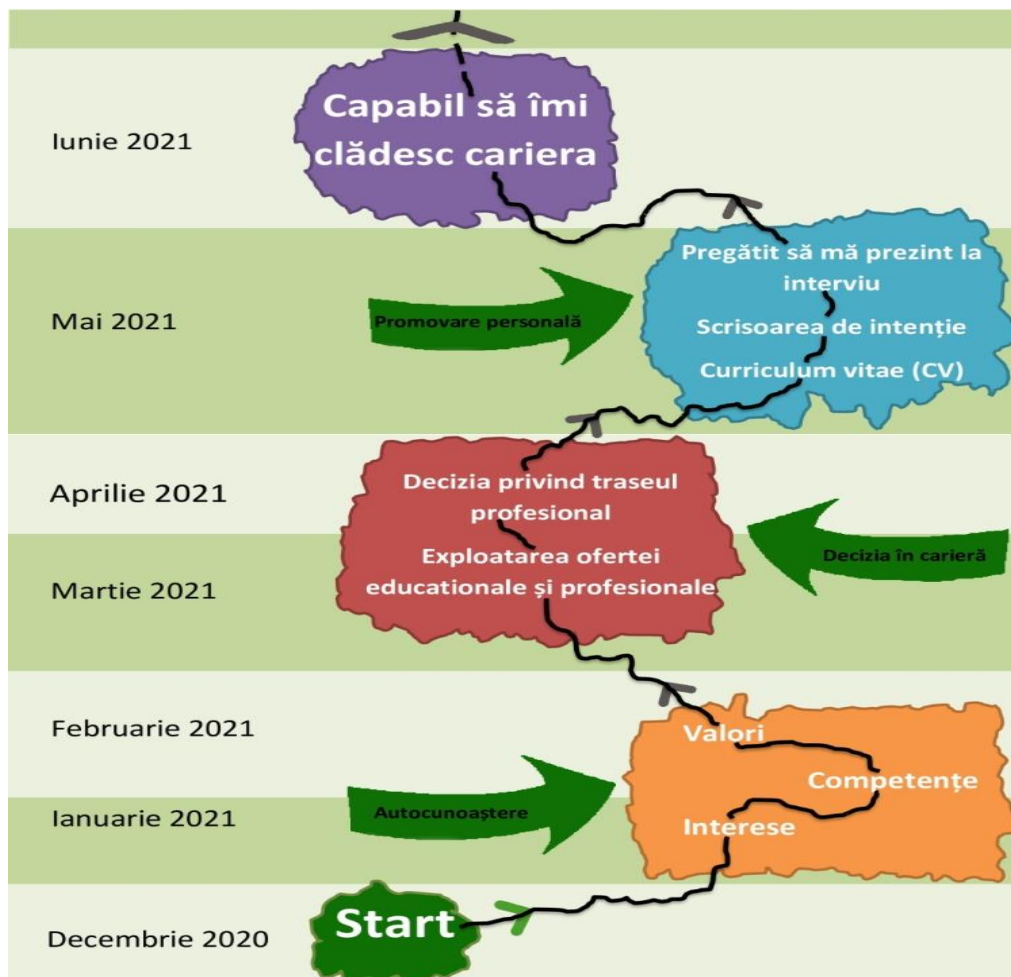 Iunie 2021
Capabil să îmi
clădesc cariera
Mai 2021
Promovare personală
Pregătit să mă prezint la
interviu
Scrisoarea de intenție
Curriculum vitae (CV)
Aprilie 2021
Decizia privind traseul
profesional
Decizia în carieră
Martie 2021
Exploatarea ofertei
educationale și profesionale
Februarie 2021
Valori
Competențe
Ianuarie 2021
Autocunoaștere
Interese
Decembrie 2020
Start